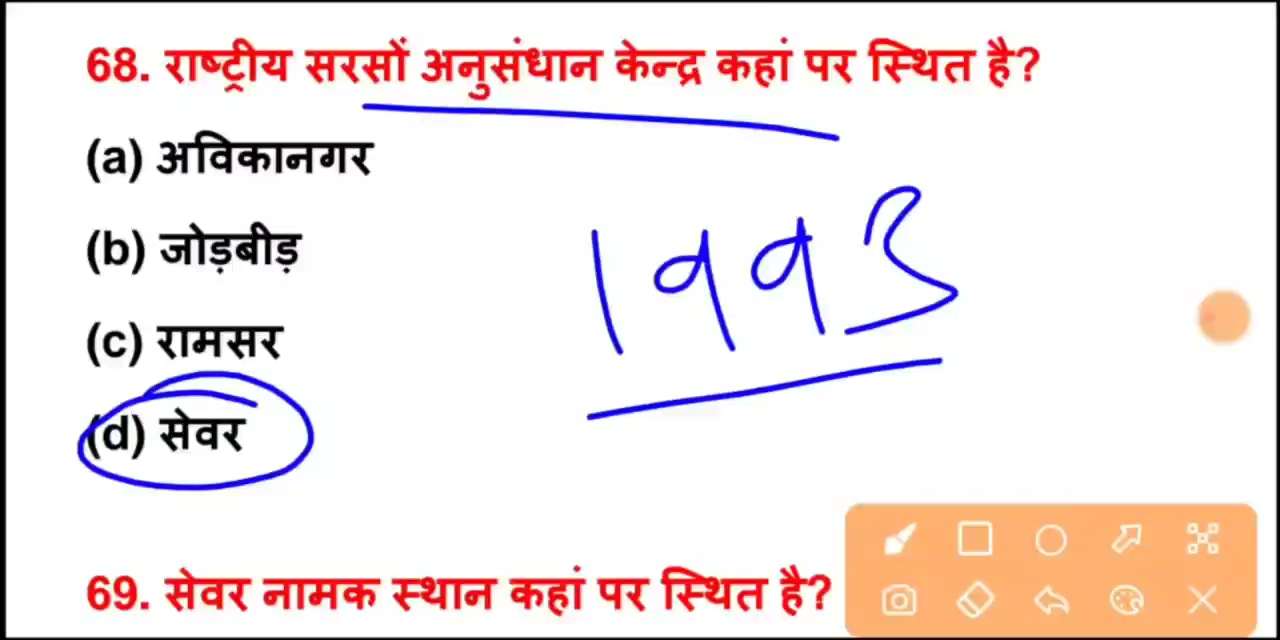 68. राष्ट्रीय सरसों अनुसंधान केन्द्र कहां पर स्थित है?
(a) अविकानगर
(b) जोड़बीड़
1993
(c) रामसर
(d) सेवर
69. सेवर नामक स्थान कहां पर स्थित है?